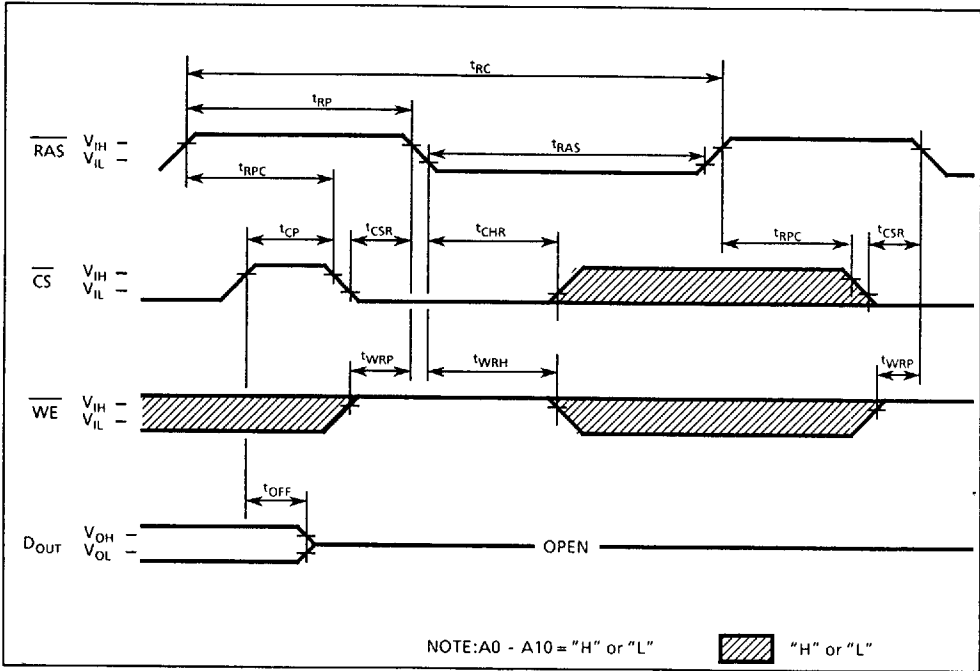 tRC
tRP
RAS VIH –
VIL –
tRAS
tRPC
tCP tCSR tCHR tRPC tCSR
CS VIH –
VIL –
tWRP tWRH tWRP
WE VIH –
VIL –
tOFF
DOUT VOH –
VOL –
OPEN
NOTE:A0 - A10 = "H" or "L" "H" or "L"